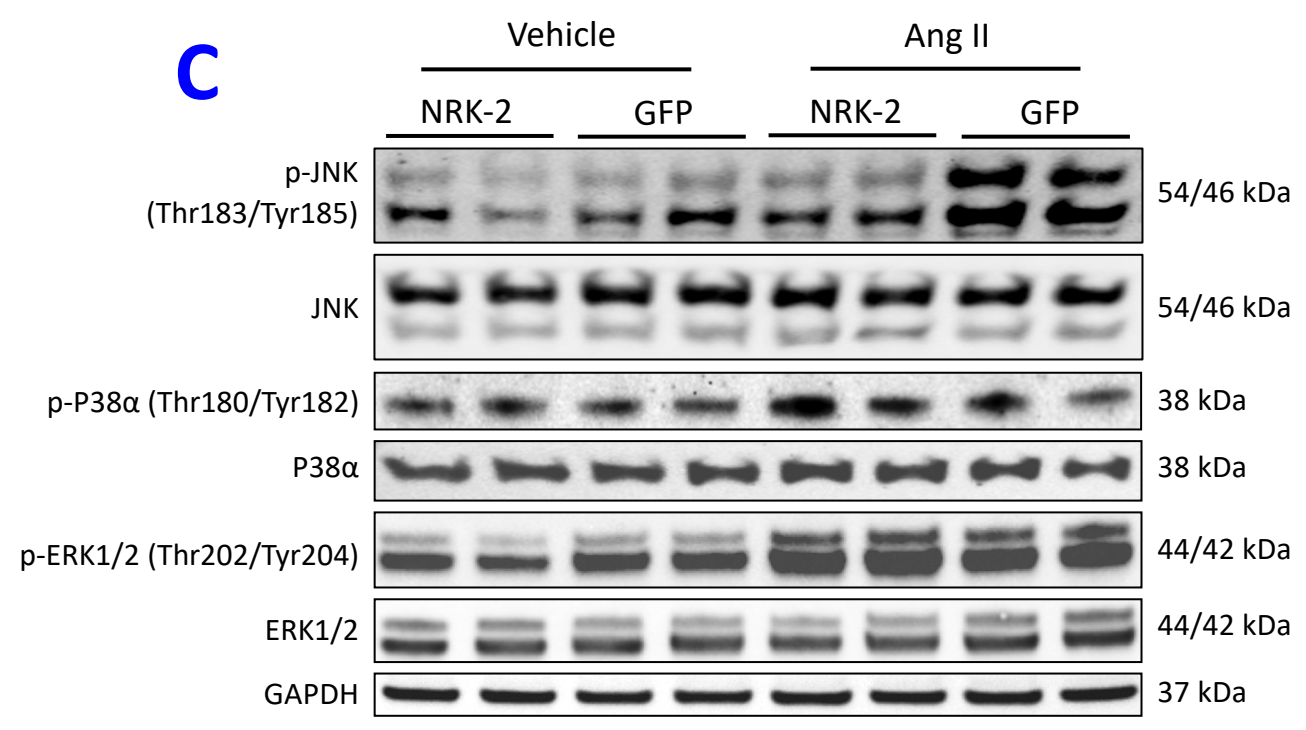 C
Vehicle Ang II
NRK-2 GFP NRK-2 GFP
p-JNK
(Thr183/Tyr185) 54/46 kDa
JNK 54/46 kDa
p-P38α (Thr180/Tyr182) 38 kDa
P38α 38 kDa
p-ERK1/2 (Thr202/Tyr204) 44/42 kDa
ERK1/2 44/42 kDa
GAPDH 37 kDa